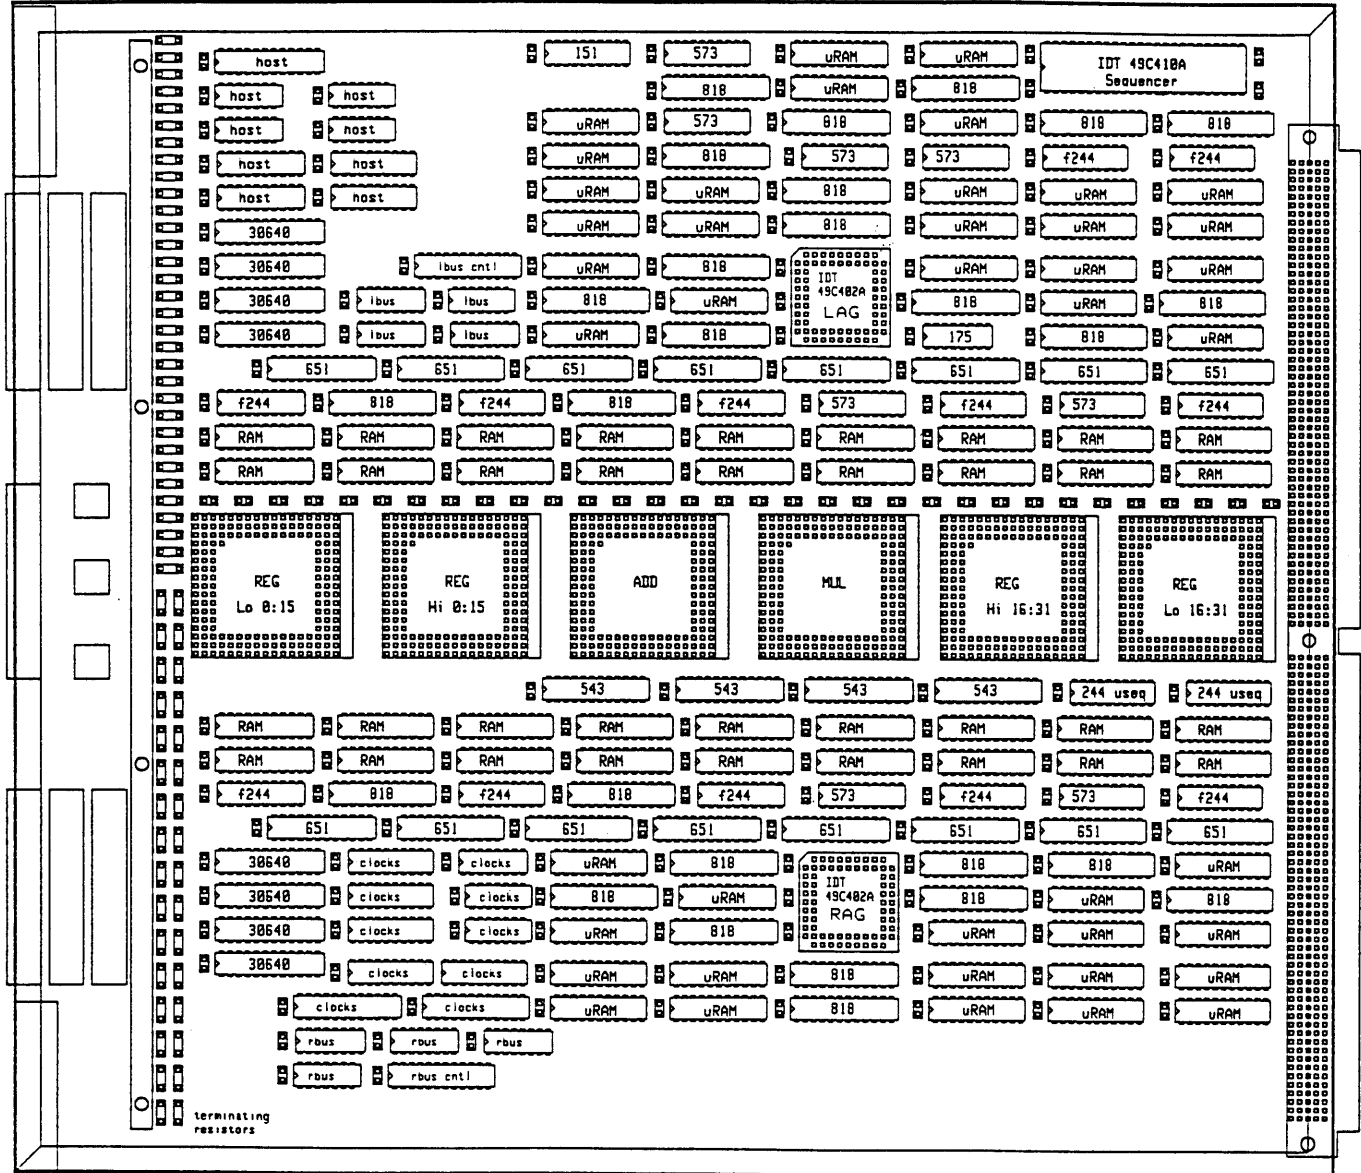 host 151 573 uRAM uRAM IDT 49C410A
Sequencer
host host 818 uRAM 818
host host uRAM 573 818 uRAM 818 818
host host uRAM 818 573 573 f244 f244
host host uRAM uRAM 818 uRAM uRAM uRAM
30640 uRAM uRAM 818 uRAM uRAM uRAM
30640 lbus cntl uRAM 818 IDT
49C402A
LAG uRAM uRAM uRAM
30640 lbus lbus 818 uRAM 818 uRAM 818
30640 lbus lbus uRAM 818 175 818 uRAM
651 651 651 651 651 651 651 651
f244 818 f244 818 f244 573 f244 573 f244
RAM RAM RAM RAM RAM RAM RAM RAM RAM
RAM RAM RAM RAM RAM RAM RAM RAM RAM
REG
Lo 0:15
REG
Hi 0:15
ADD
MUL
REG
Hi 16:31
REG
Lo 16:31
543 543 543 543 244 useq 244 useq
RAM RAM RAM RAM RAM RAM RAM RAM RAM
RAM RAM RAM RAM RAM RAM RAM RAM RAM
f244 818 f244 818 f244 573 f244 573 f244
651 651 651 651 651 651 651 651
30640 clocks clocks uRAM 818 IDT
49C402A
RAG 818 818 uRAM
30640 clocks clocks 818 uRAM 818 uRAM 818
30640 clocks clocks uRAM 818 uRAM uRAM uRAM
30640 clocks clocks uRAM uRAM 818 uRAM uRAM uRAM
clocks clocks uRAM uRAM 818 uRAM uRAM uRAM
rbus rbus rbus
rbus rbus cntl
terminating
resistors